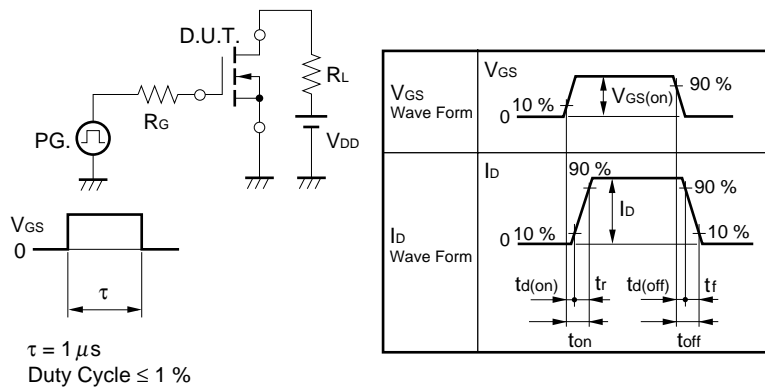 D.U.T.
RL
RG
PG.
VDD
VGS
0
τ
τ = 1 μs
Duty Cycle ≤ 1 %
VGS
Wave Form
VGS
10 %
0
VGS(on)
90 %
ID
Wave Form
ID
90 %
90 %
ID
0
10 %
10 %
td(on)
tr
td(off)
tf
ton
toff